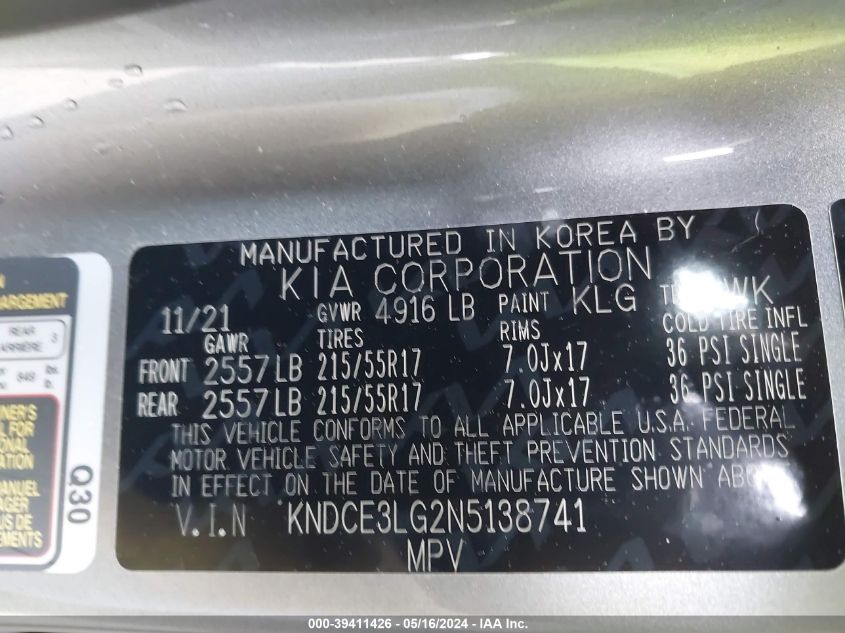 MANUFACTURED IN KOREA BY
KIA CORPORATION
11/21 GVWR 4916 LB PAINT KLG WK
GAWR TIRES RIMS COLD TIRE INFL
FRONT 2557LB 215/55R17 7.0Jx17 36 PSI SINGLE
REAR 2557LB 215/55R17 7.0Jx17 36 PSI SINGLE
THIS VEHICLE CONFORMS TO ALL APPLICABLE U.S.A. FEDERAL
MOTOR VEHICLE SAFETY AND THEFT PREVENTION STANDARDS
IN EFFECT ON THE DATE OF MANUFACTURE SHOWN
V.I.N KNDCE3LG2N5138741
MPV
REAR
Q30
000-39411426 - 05/16/2024 - IAA Inc.